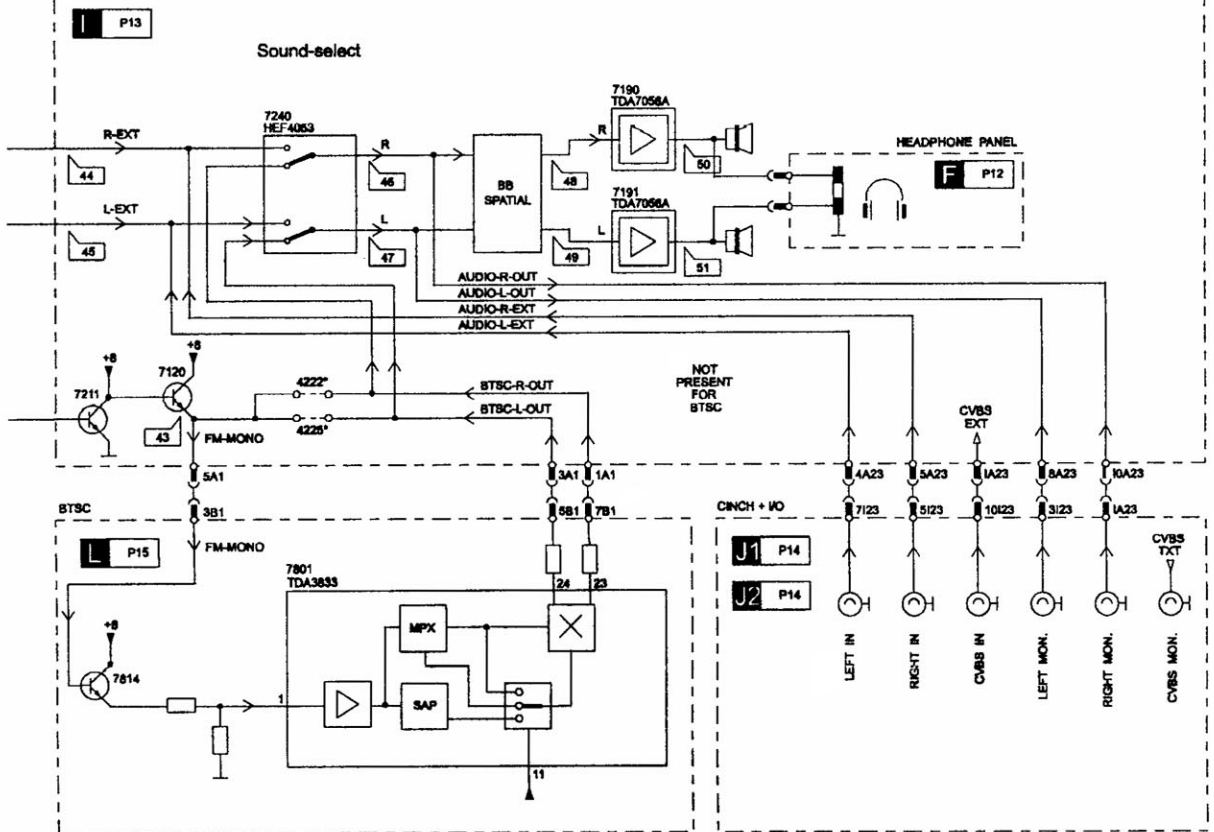 I P13
Sound-select
7240
HEF4053
R-EXT
44
L-EXT
45
R
46
L
47
BB
SPATIAL
7190
TDA7056A
R
48
50
7191
TDA7056A
L
49
51
HEADPHONE PANEL
F P12
AUDIO-R-OUT
AUDIO-L-OUT
AUDIO-R-EXT
AUDIO-L-EXT
+8
7211
+8
7120
43
FM-MONO
4222*
4225*
BTSC-R-OUT
BTSC-L-OUT
NOT
PRESENT
FOR
BTSC
CVBS
EXT
5A1
3A1
1A1
4A23
5A23
IA23
8A23
I0A23
BTSC
3B1
5B1
7B1
CINCH + I/O
7I23
5I23
10I23
3I23
IA23
L P15
FM-MONO
J1 P14
J2 P14
CVBS
TXT
7801
TDA3833
24
23
+8
7814
1
MPX
SAP
11
LEFT IN
RIGHT IN
CVBS IN
LEFT MON.
RIGHT MON.
CVBS MON.